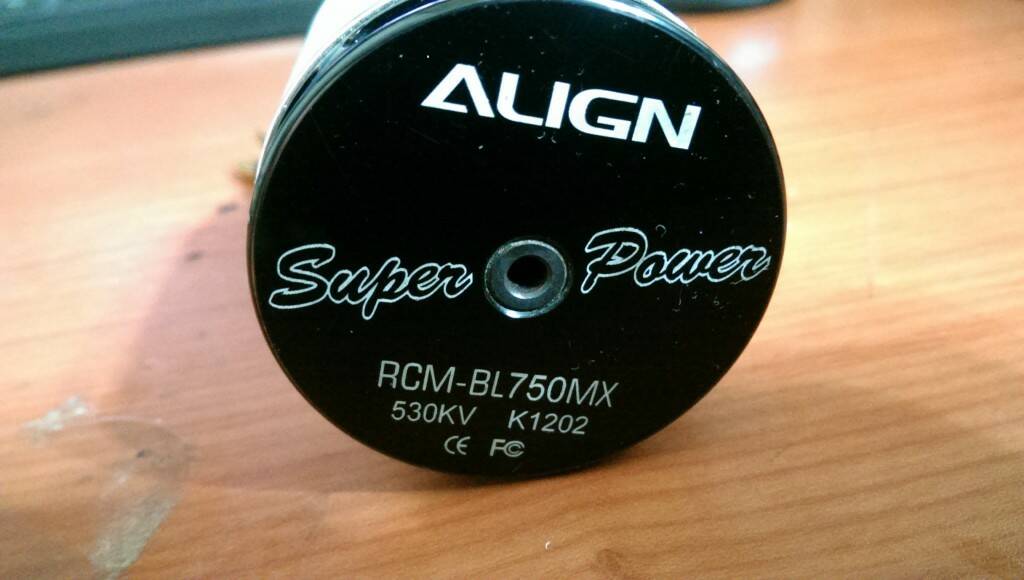 ALIGN
Super Power
RCM-BL750MX
530KV K1202
CE FC